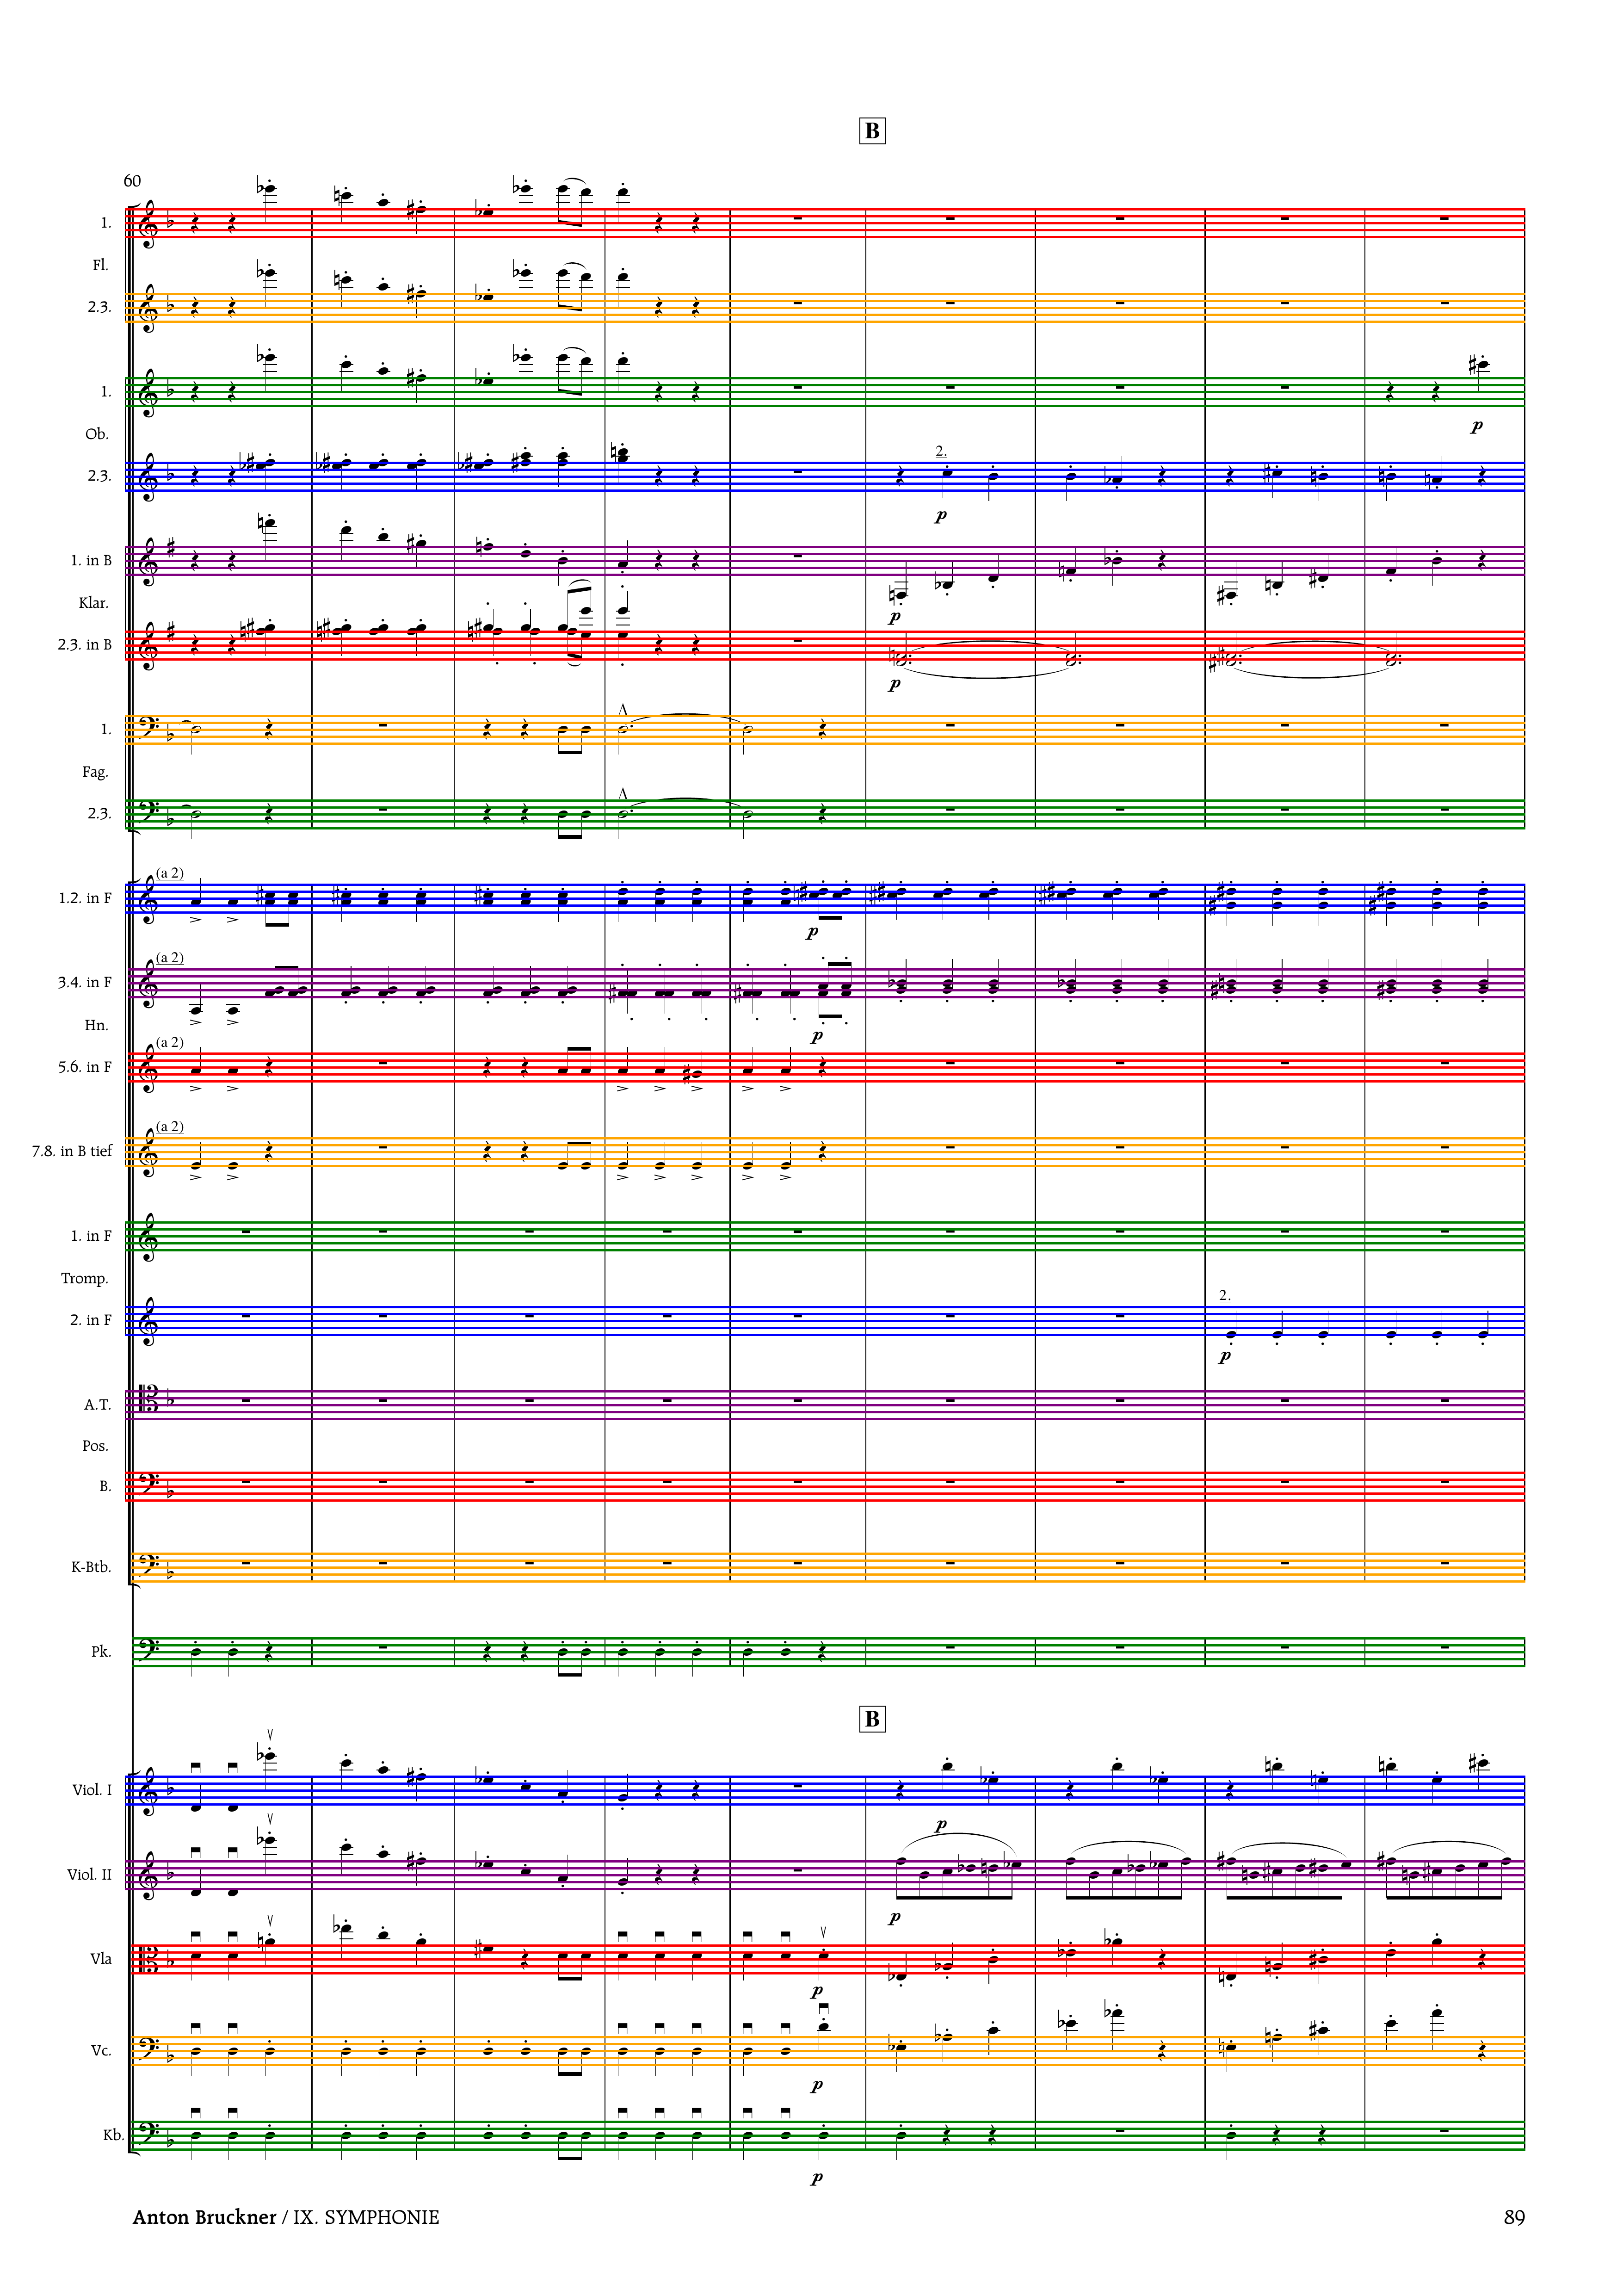 B
60
1.
Fl.
2.3.
1.
Ob.
2.3.
2.
p
p
1. in B
Klar.
p
2.3. in B
p
1.
Fag.
2.3.
(a 2)
1.2. in F
p
(a 2)
3.4. in F
Hn.
p
(a 2)
5.6. in F
(a 2)
7.8. in B tief
1. in F
Tromp.
2.
2. in F
p
A.T.
Pos.
B.
K-Btb.
Pk.
B
Viol. I
p
Viol. II
p
Vla
p
Vc.
p
Kb.
p
Anton Bruckner / IX. SYMPHONIE 89